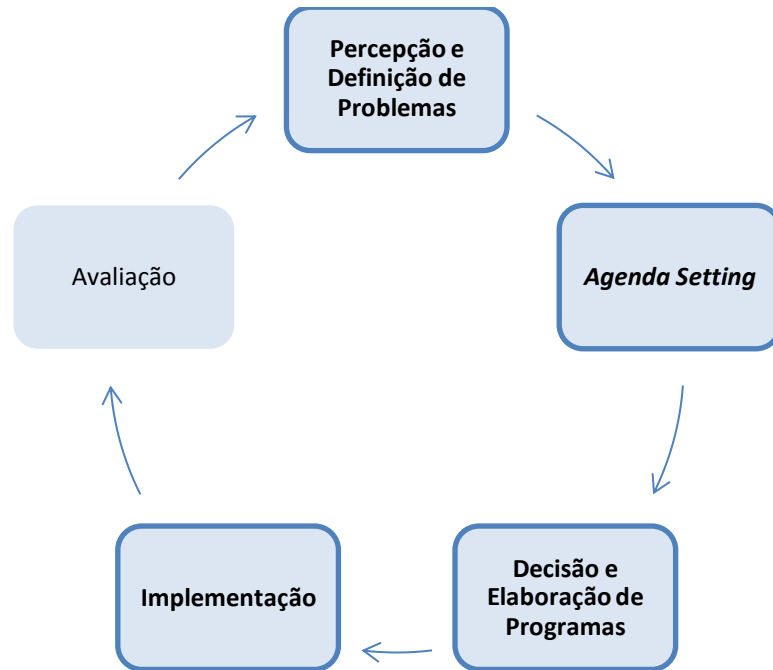 Percepção e
Definição de
Problemas
Agenda Setting
Decisão e
Elaboração de
Programas
Implementação
Avaliação